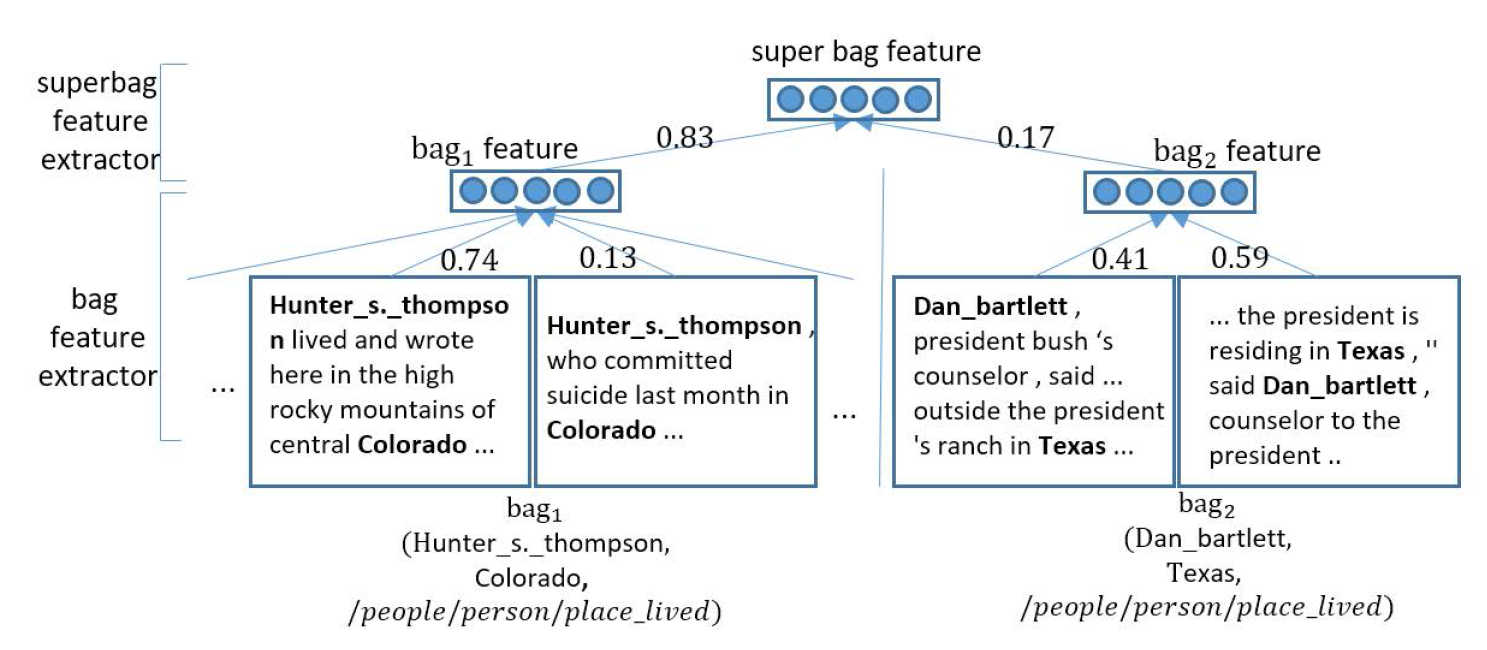 super bag feature
superbag
feature
extractor
0.83
0.17
bag₁ feature
bag₂ feature
bag
feature
extractor
0.74
0.13
0.41
0.59
...
Hunter_s._thompso
n lived and wrote
here in the high
rocky mountains of
central Colorado ...
Hunter_s._thompson ,
who committed
suicide last month in
Colorado ...
...
Dan_bartlett ,
president bush ‘s
counselor , said ...
outside the president
's ranch in Texas ...
... the president is
residing in Texas , ''
said Dan_bartlett ,
counselor to the
president ..
bag₁
(Hunter_s._thompson,
Colorado,
/people/person/place_lived)
bag₂
(Dan_bartlett,
Texas,
/people/person/place_lived)